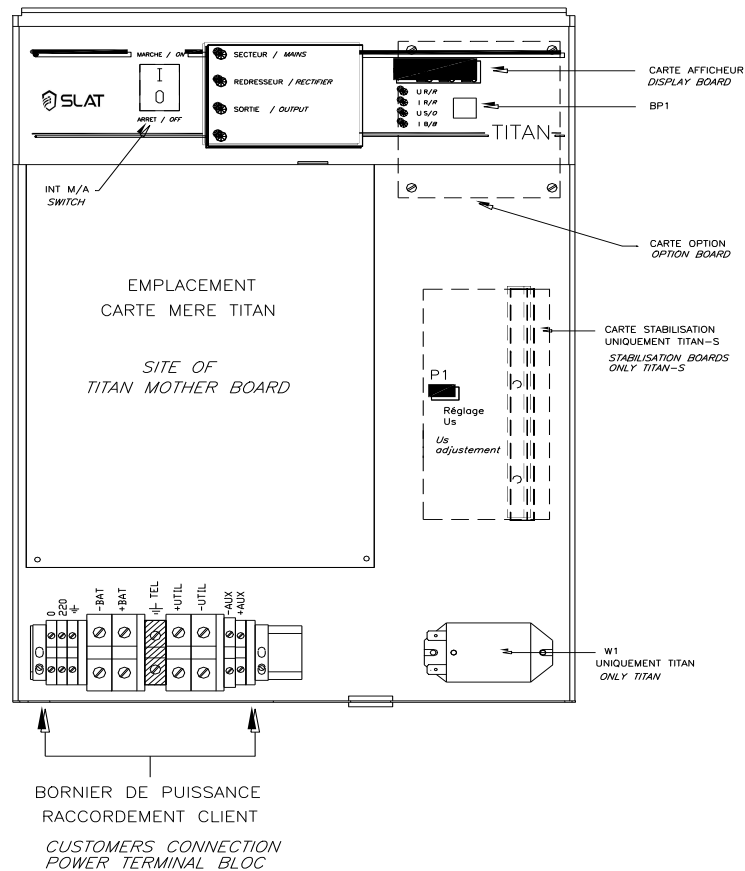 MARCHE / ON
I
O
ARRET / OFF
SLAT
SECTEUR / MAINS
REDRESSEUR / RECTIFIER
SORTIE / OUTPUT
U R/R
I R/R
U S/O
I B/B
TITAN
CARTE AFFICHEUR
DISPLAY BOARD
BP1
INT M/A
SWITCH
CARTE OPTION
OPTION BOARD
EMPLACEMENT
CARTE MERE TITAN
SITE OF
TITAN MOTHER BOARD
CARTE STABILISATION
UNIQUEMENT TITAN-S
STABILISATION BOARDS
ONLY TITAN-S
P1
Réglage
Us
Us
adjustement
0
220
-BAT
+BAT
TEL
+UTIL
-UTIL
-AUX
+AUX
W1
UNIQUEMENT TITAN
ONLY TITAN
BORNIER DE PUISSANCE
RACCORDEMENT CLIENT
CUSTOMERS CONNECTION
POWER TERMINAL BLOC